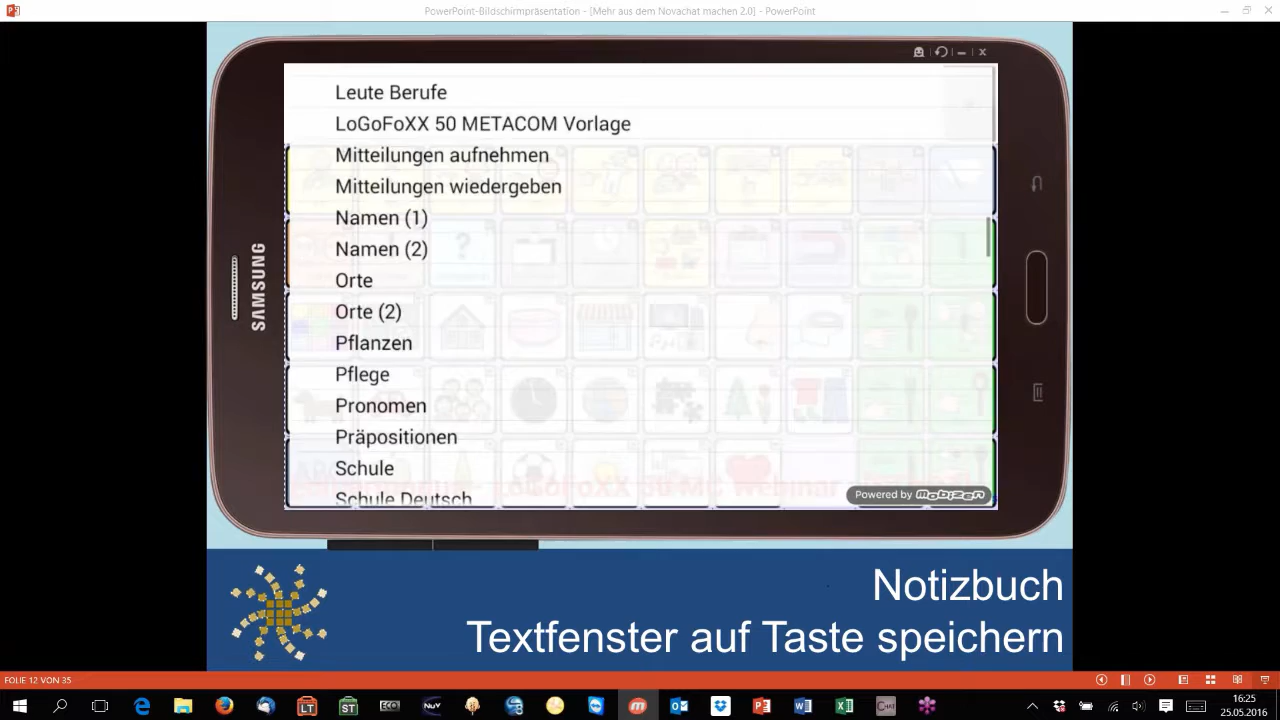 PowerPoint-Bildschirmpräsentation - [Mehr aus dem Novachat machen 2.0] - PowerPoint
Leute Berufe
LoGoFoXX 50 METACOM Vorlage
Mitteilungen aufnehmen
Mitteilungen wiedergeben
Namen (1)
Namen (2)
Orte
Orte (2)
Pflanzen
Pflege
Pronomen
Präpositionen
Schule
Schule Deutsch
SAMSUNG
Powered by mobizen
Notizbuch
Textfenster auf Taste speichern
FOLIE 12 VON 35
16:25
25.05.2016